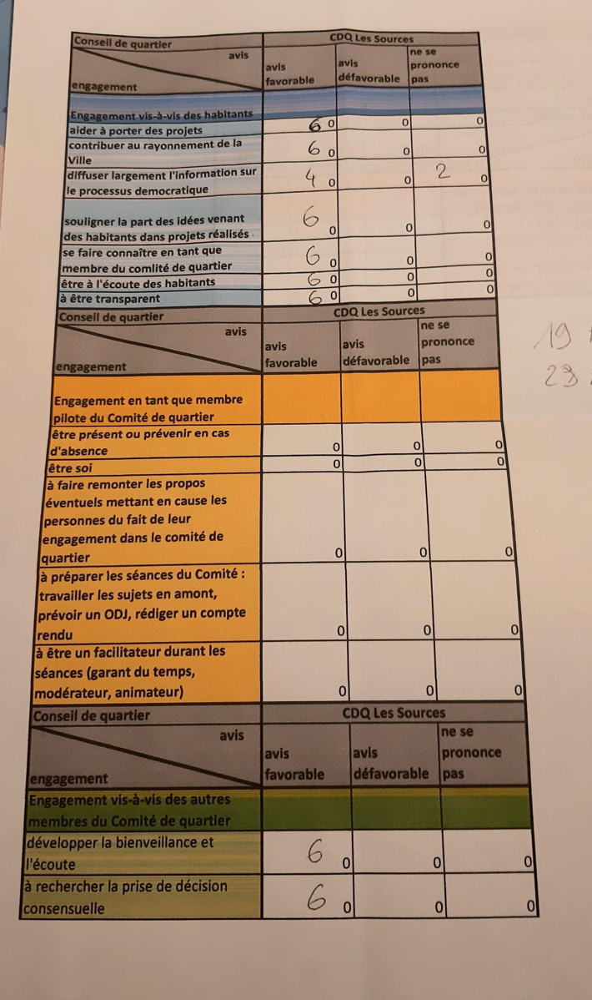 Conseil de quartier CDQ Les Sources
avis avis favorable avis défavorable ne se prononce pas
engagement
Engagement vis-à-vis des habitants
aider à porter des projets 6 0 0 0
contribuer au rayonnement de la
Ville 6 0 0 0
diffuser largement l'information sur
le processus democratique 4 0 0 2 0
souligner la part des idées venant
des habitants dans projets réalisés 6 0 0 0
se faire connaître en tant que
membre du comlité de quartier 6 0 0 0
être à l'écoute des habitants 6 0 0 0
à être transparent 6 0 0 0
Conseil de quartier CDQ Les Sources
avis avis favorable avis défavorable ne se prononce pas
engagement
19
23
Engagement en tant que membre
pilote du Comité de quartier
être présent ou prévenir en cas
d'absence 0 0 0
être soi 0 0 0
à faire remonter les propos
éventuels mettant en cause les
personnes du fait de leur
engagement dans le comité de
quartier 0 0 0
à préparer les séances du Comité :
travailler les sujets en amont,
prévoir un ODJ, rédiger un compte
rendu 0 0 0
à être un facilitateur durant les
séances (garant du temps,
modérateur, animateur) 0 0 0
Conseil de quartier CDQ Les Sources
avis avis favorable avis défavorable ne se prononce pas
engagement
Engagement vis-à-vis des autres
membres du Comité de quartier
développer la bienveillance et
l'écoute 6 0 0 0
à rechercher la prise de décision
consensuelle 6 0 0 0